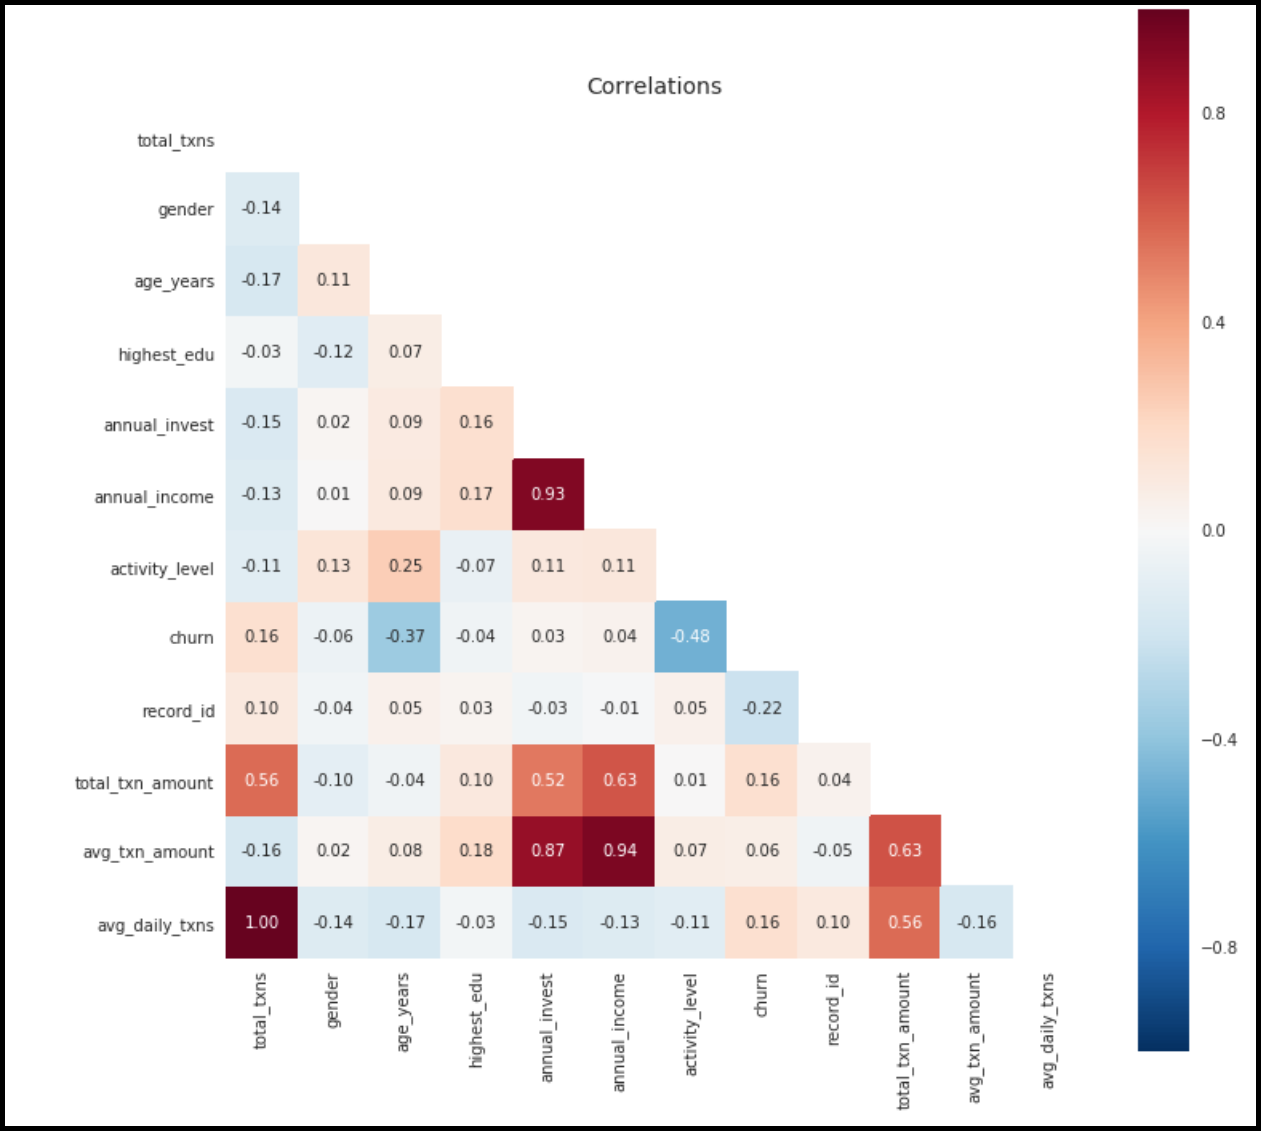 Correlations
total_txns
gender -0.14
age_years -0.17 0.11
highest_edu -0.03 -0.12 0.07
annual_invest -0.15 0.02 0.09 0.16
annual_income -0.13 0.01 0.09 0.17 0.93
activity_level -0.11 0.13 0.25 -0.07 0.11 0.11
churn 0.16 -0.06 -0.37 -0.04 0.03 0.04 -0.48
record_id 0.10 -0.04 0.05 0.03 -0.03 -0.01 0.05 -0.22
total_txn_amount 0.56 -0.10 -0.04 0.10 0.52 0.63 0.01 0.16 0.04
avg_txn_amount -0.16 0.02 0.08 0.18 0.87 0.94 0.07 0.06 -0.05 0.63
avg_daily_txns 1.00 -0.14 -0.17 -0.03 -0.15 -0.13 -0.11 0.16 0.10 0.56 -0.16
total_txns
gender
age_years
highest_edu
annual_invest
annual_income
activity_level
churn
record_id
total_txn_amount
avg_txn_amount
avg_daily_txns
0.8
0.4
0.0
−0.4
−0.8